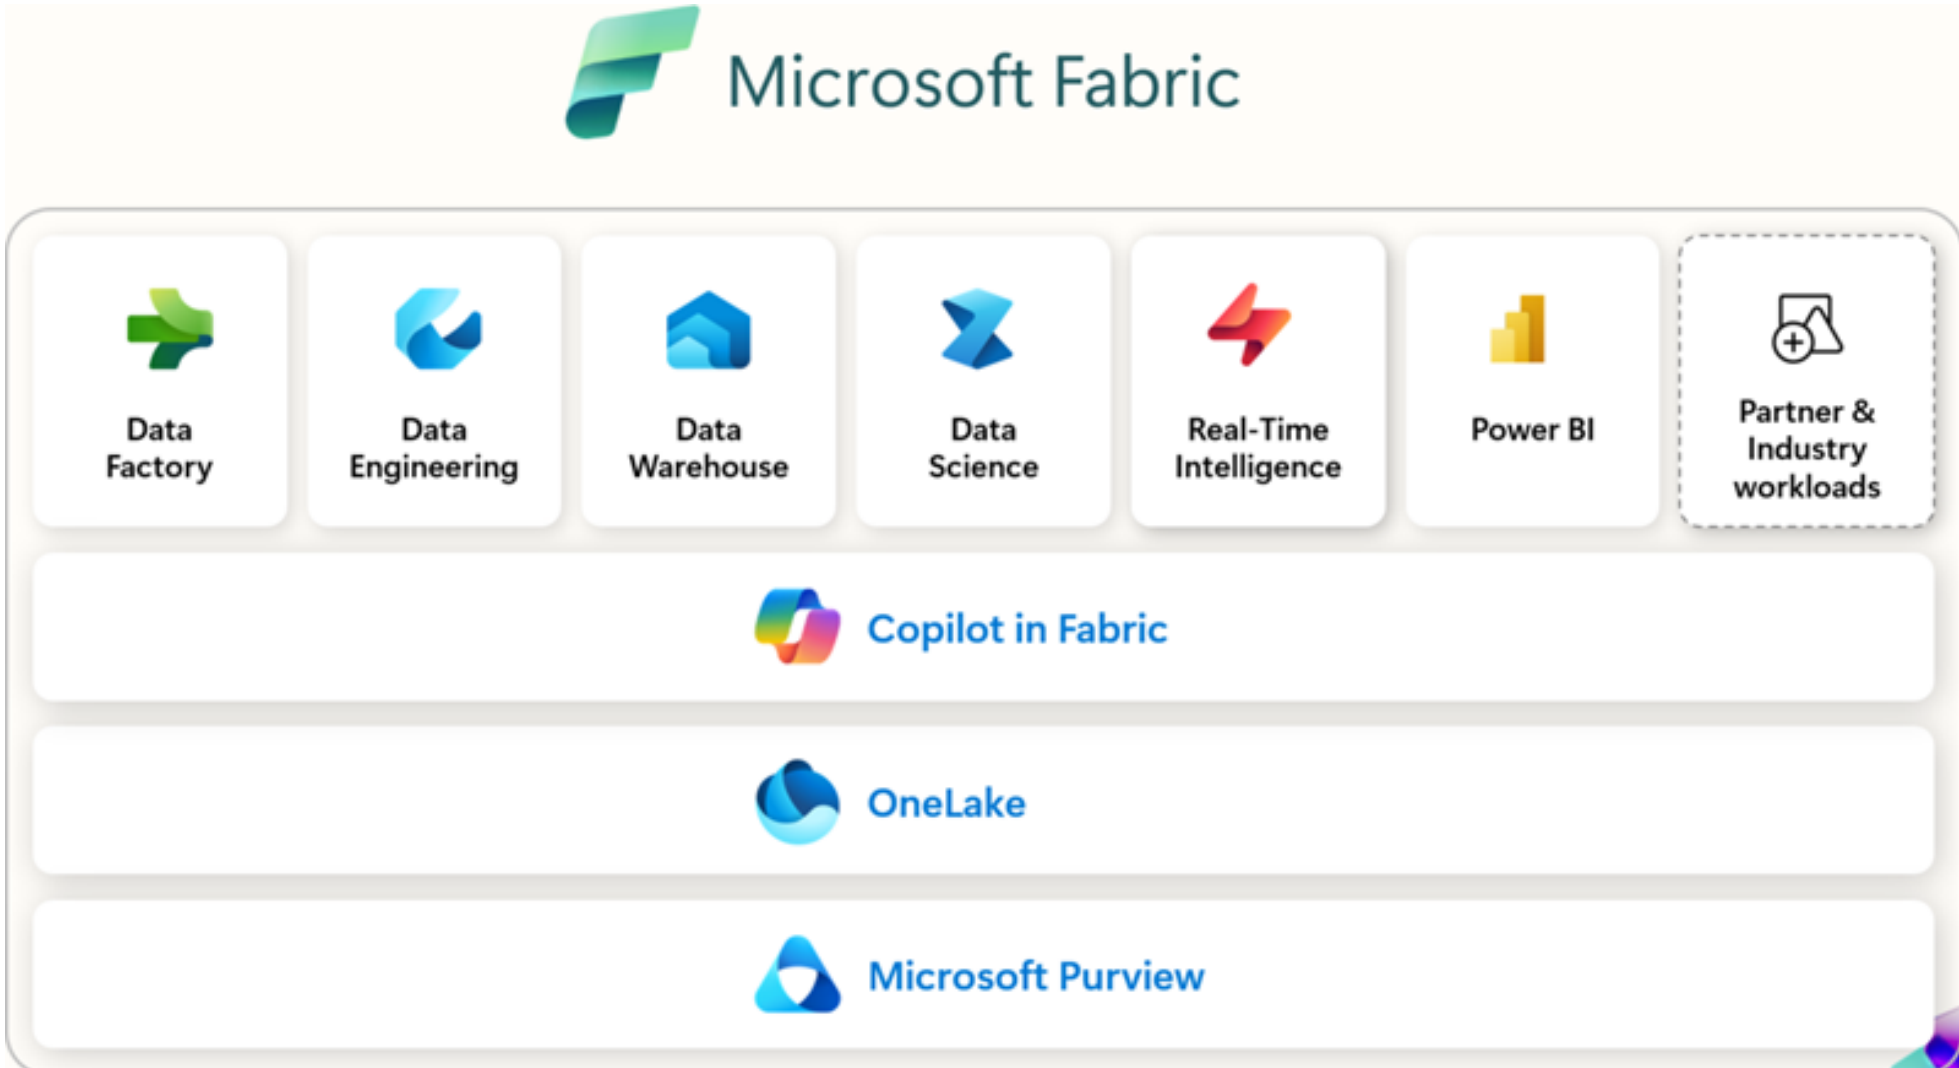 Microsoft Fabric
Data
Factory
Data
Engineering
Data
Warehouse
Data
Science
Real-Time
Intelligence
Power BI
Partner &
Industry
workloads
Copilot in Fabric
OneLake
Microsoft Purview